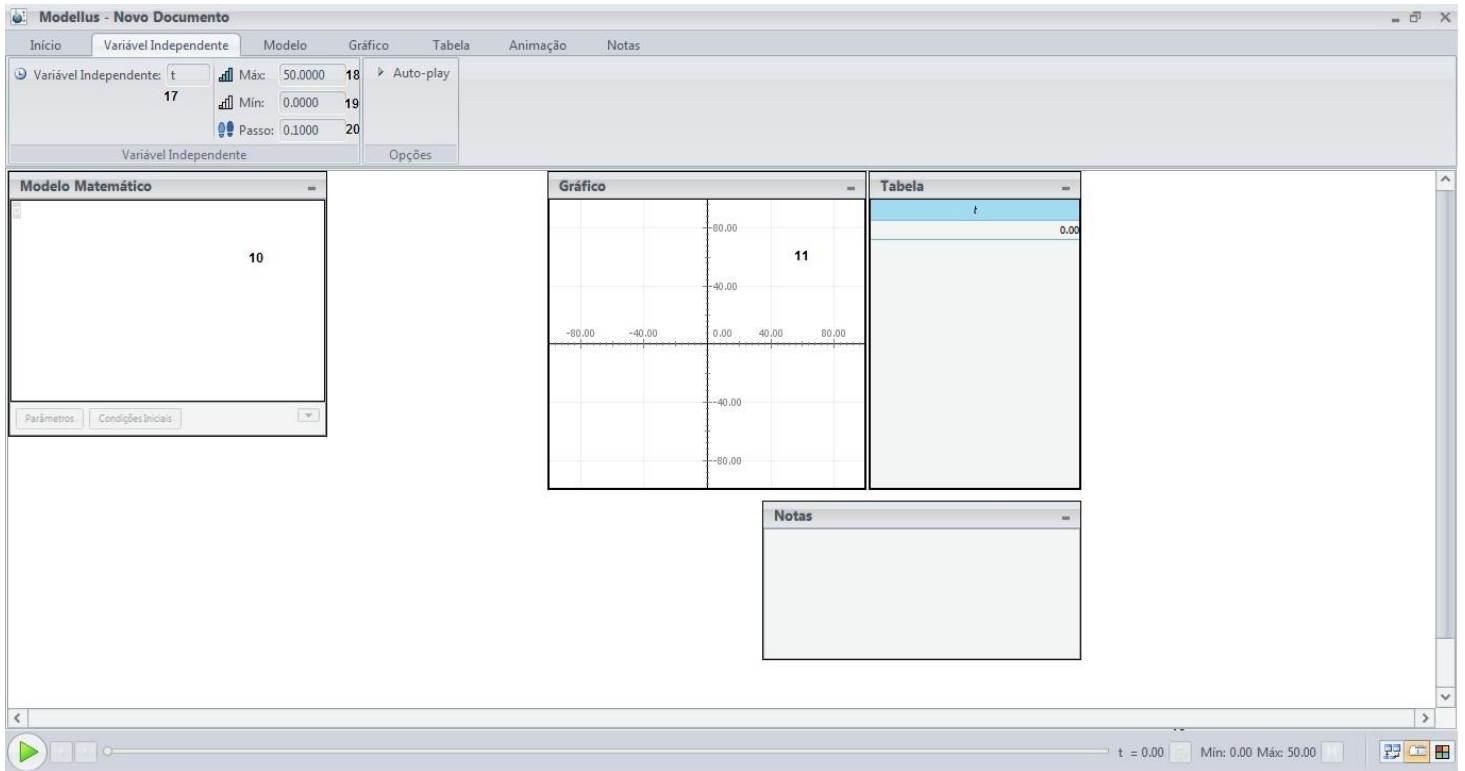 Modellus - Novo Documento
Início Variável Independente Modelo Gráfico Tabela Animação Notas
Variável Independente: t Máx: 50.0000 18 Auto-play
17 Mín: 0.0000 19
Passo: 0.1000 20
Variável Independente Opções
Modelo Matemático
10
Parâmetros Condições Iniciais
Gráfico
80.00
11
40.00
-80.00 -40.00 0.00 40.00 80.00
-40.00
-80.00
Tabela
t
0.00
Notas
t = 0.00 Mín: 0.00 Máx: 50.00